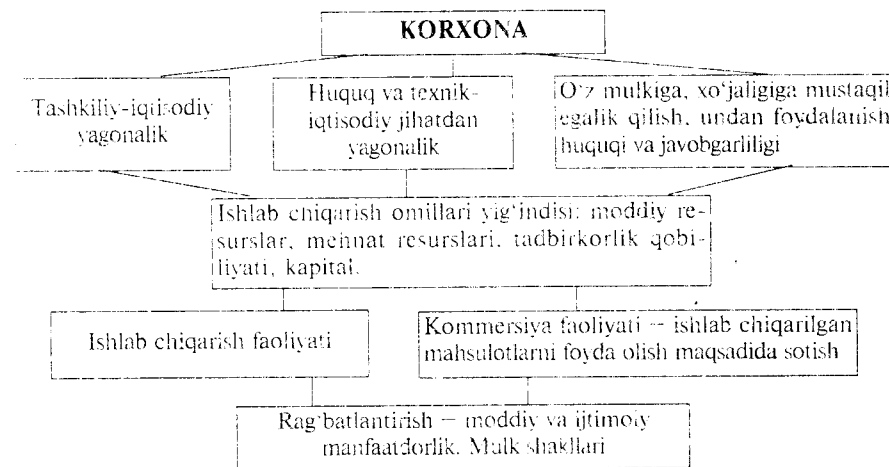 KORXONA
Tashkiliy-iqtisodiy
yagonalik
Huquq va texnik-
iqtisodiy jihatdan
yagonalik
O‘z mulkiga, xo‘jaligiga mustaqil
egalik qilish, undan foydalanish
huquqi va javobgarliligi
Ishlab chiqarish omillari yig‘indisi: moddiy re-
surslar, mehnat resurslari, tadbirkorlik qobi-
liyati, kapital.
Ishlab chiqarish faoliyati
Kommersiya faoliyati — ishlab chiqarilgan
mahsulotlarni foyda olish maqsadida sotish
Rag‘batlantirish — moddiy va ijtimoiy
manfaatdorlik. Mulk shakllari